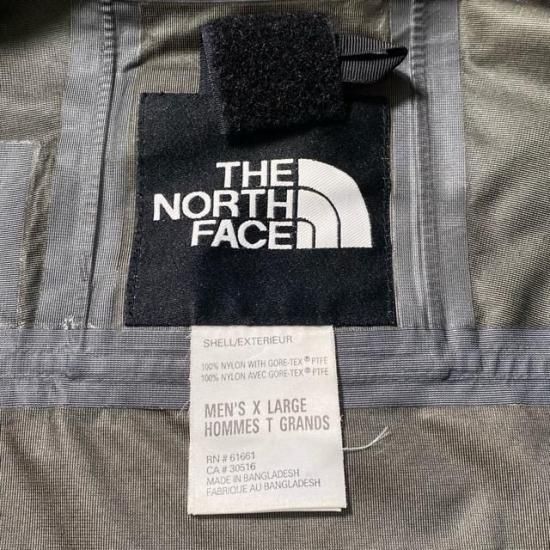 THE
NORTH
FACE
SHELL/EXTERIEUR
100% NYLON WITH GORE-TEX® PTFE
100% NYLON AVEC GORE-TEX® PTFE
MEN'S X LARGE
HOMMES T GRANDS
RN # 61661
CA # 30516
MADE IN BANGLADESH
FABRIQUE AU BANGLADESH